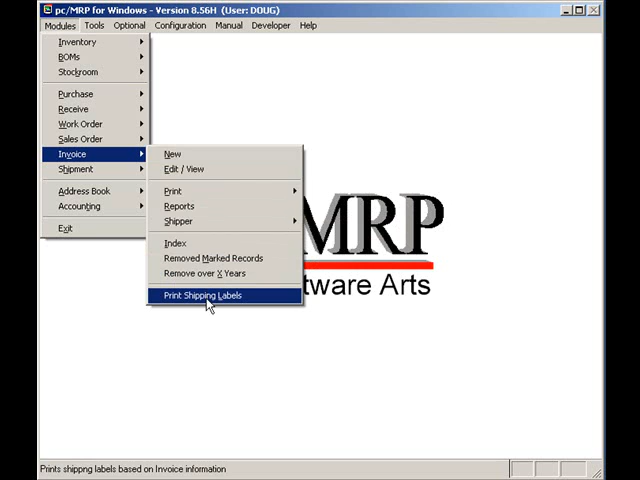 pc/MRP for Windows - Version 8.56H (User: DOUG)
Modules Tools Optional Configuration Manual Developer Help
Inventory
BOMs
Stockroom
Purchase
Receive
Work Order
Sales Order
Invoice
Shipment
Address Book
Accounting
Exit
New
Edit / View
Print
Reports
Shipper
Index
Removed Marked Records
Remove over X Years
Print Shipping Labels
MRP
tware Arts
Prints shippng labels based on Invoice information